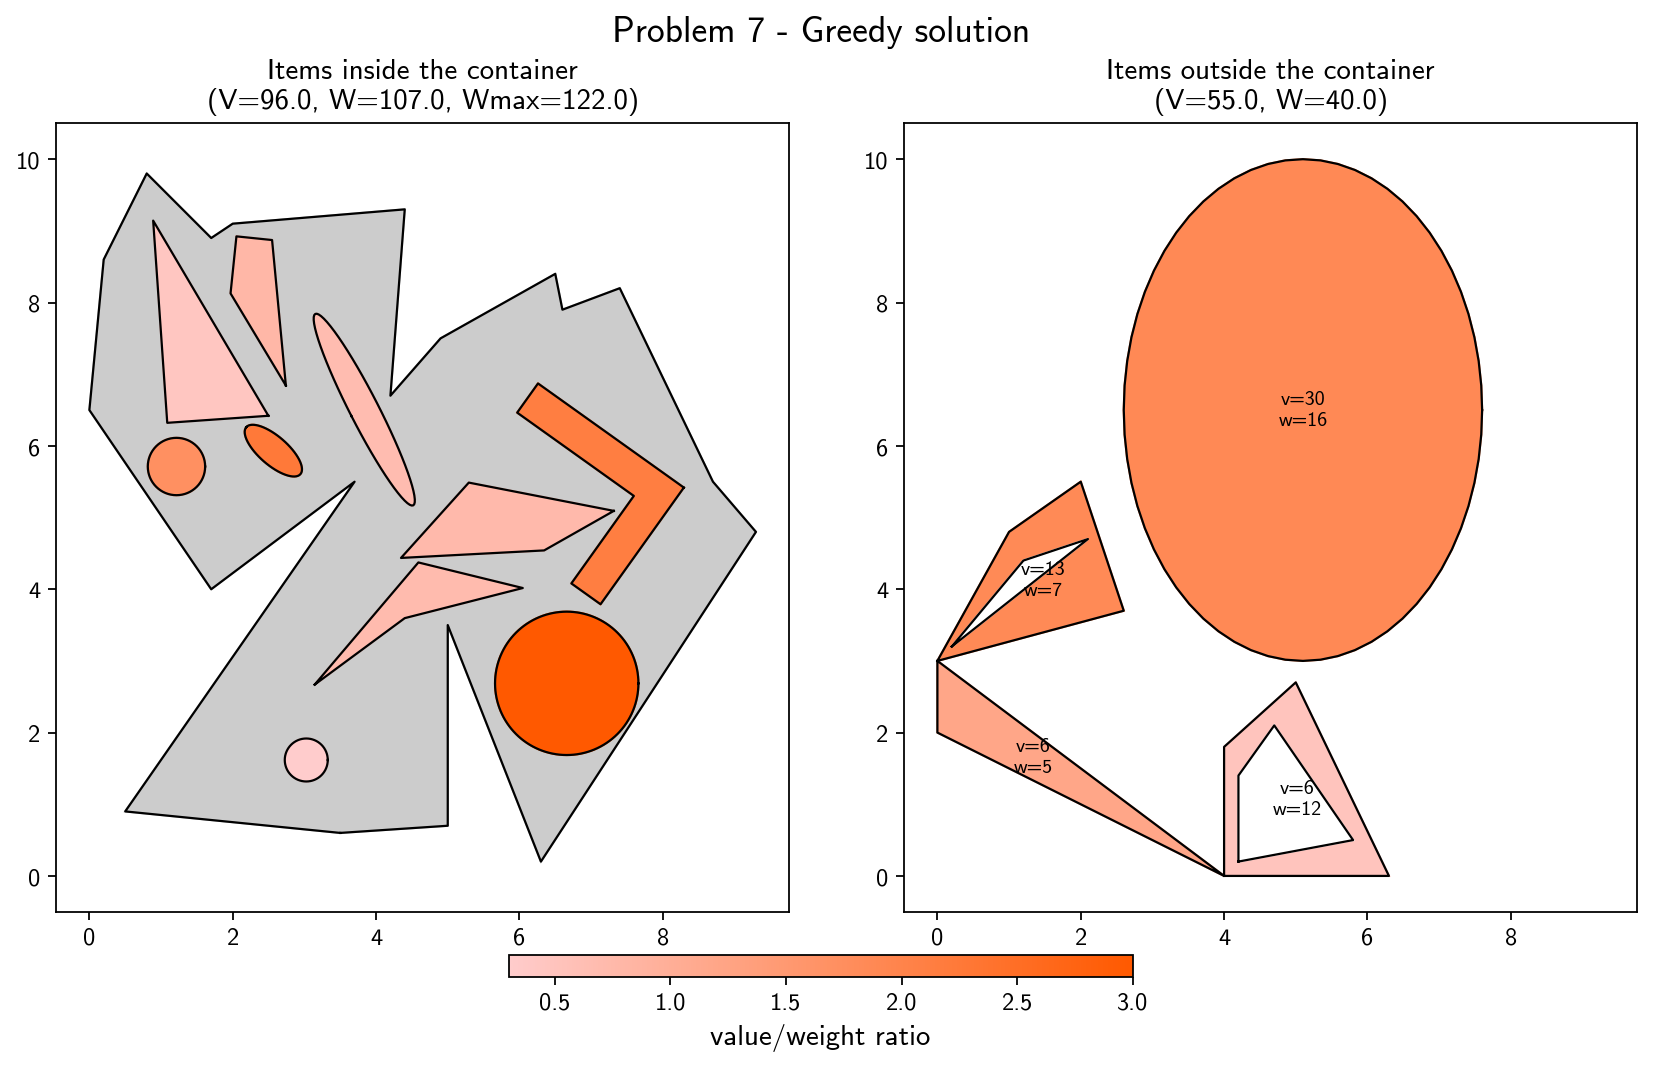 Problem 7 - Greedy solution
Items inside the container
(V=96.0, W=107.0, Wmax=122.0)
10
8
6
4
2
0
0 2 4 6 8
Items outside the container
(V=55.0, W=40.0)
10
8
6
4
2
0
v=30
w=16
v=13
w=7
v=6
w=5
v=6
w=12
0 2 4 6 8
0.5 1.0 1.5 2.0 2.5 3.0
value/weight ratio